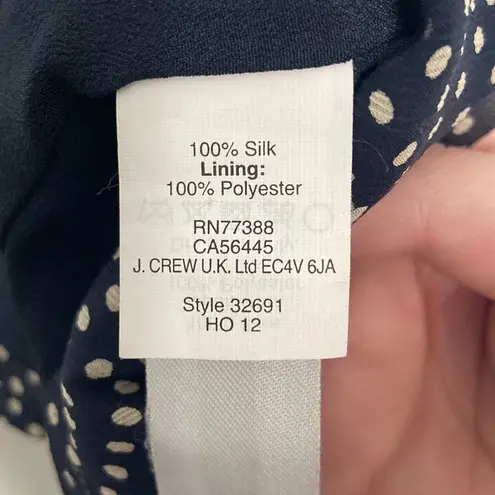 100% Silk
Lining:
100% Polyester
RN77388
CA56445
J. CREW U.K. Ltd EC4V 6JA
Style 32691
HO 12